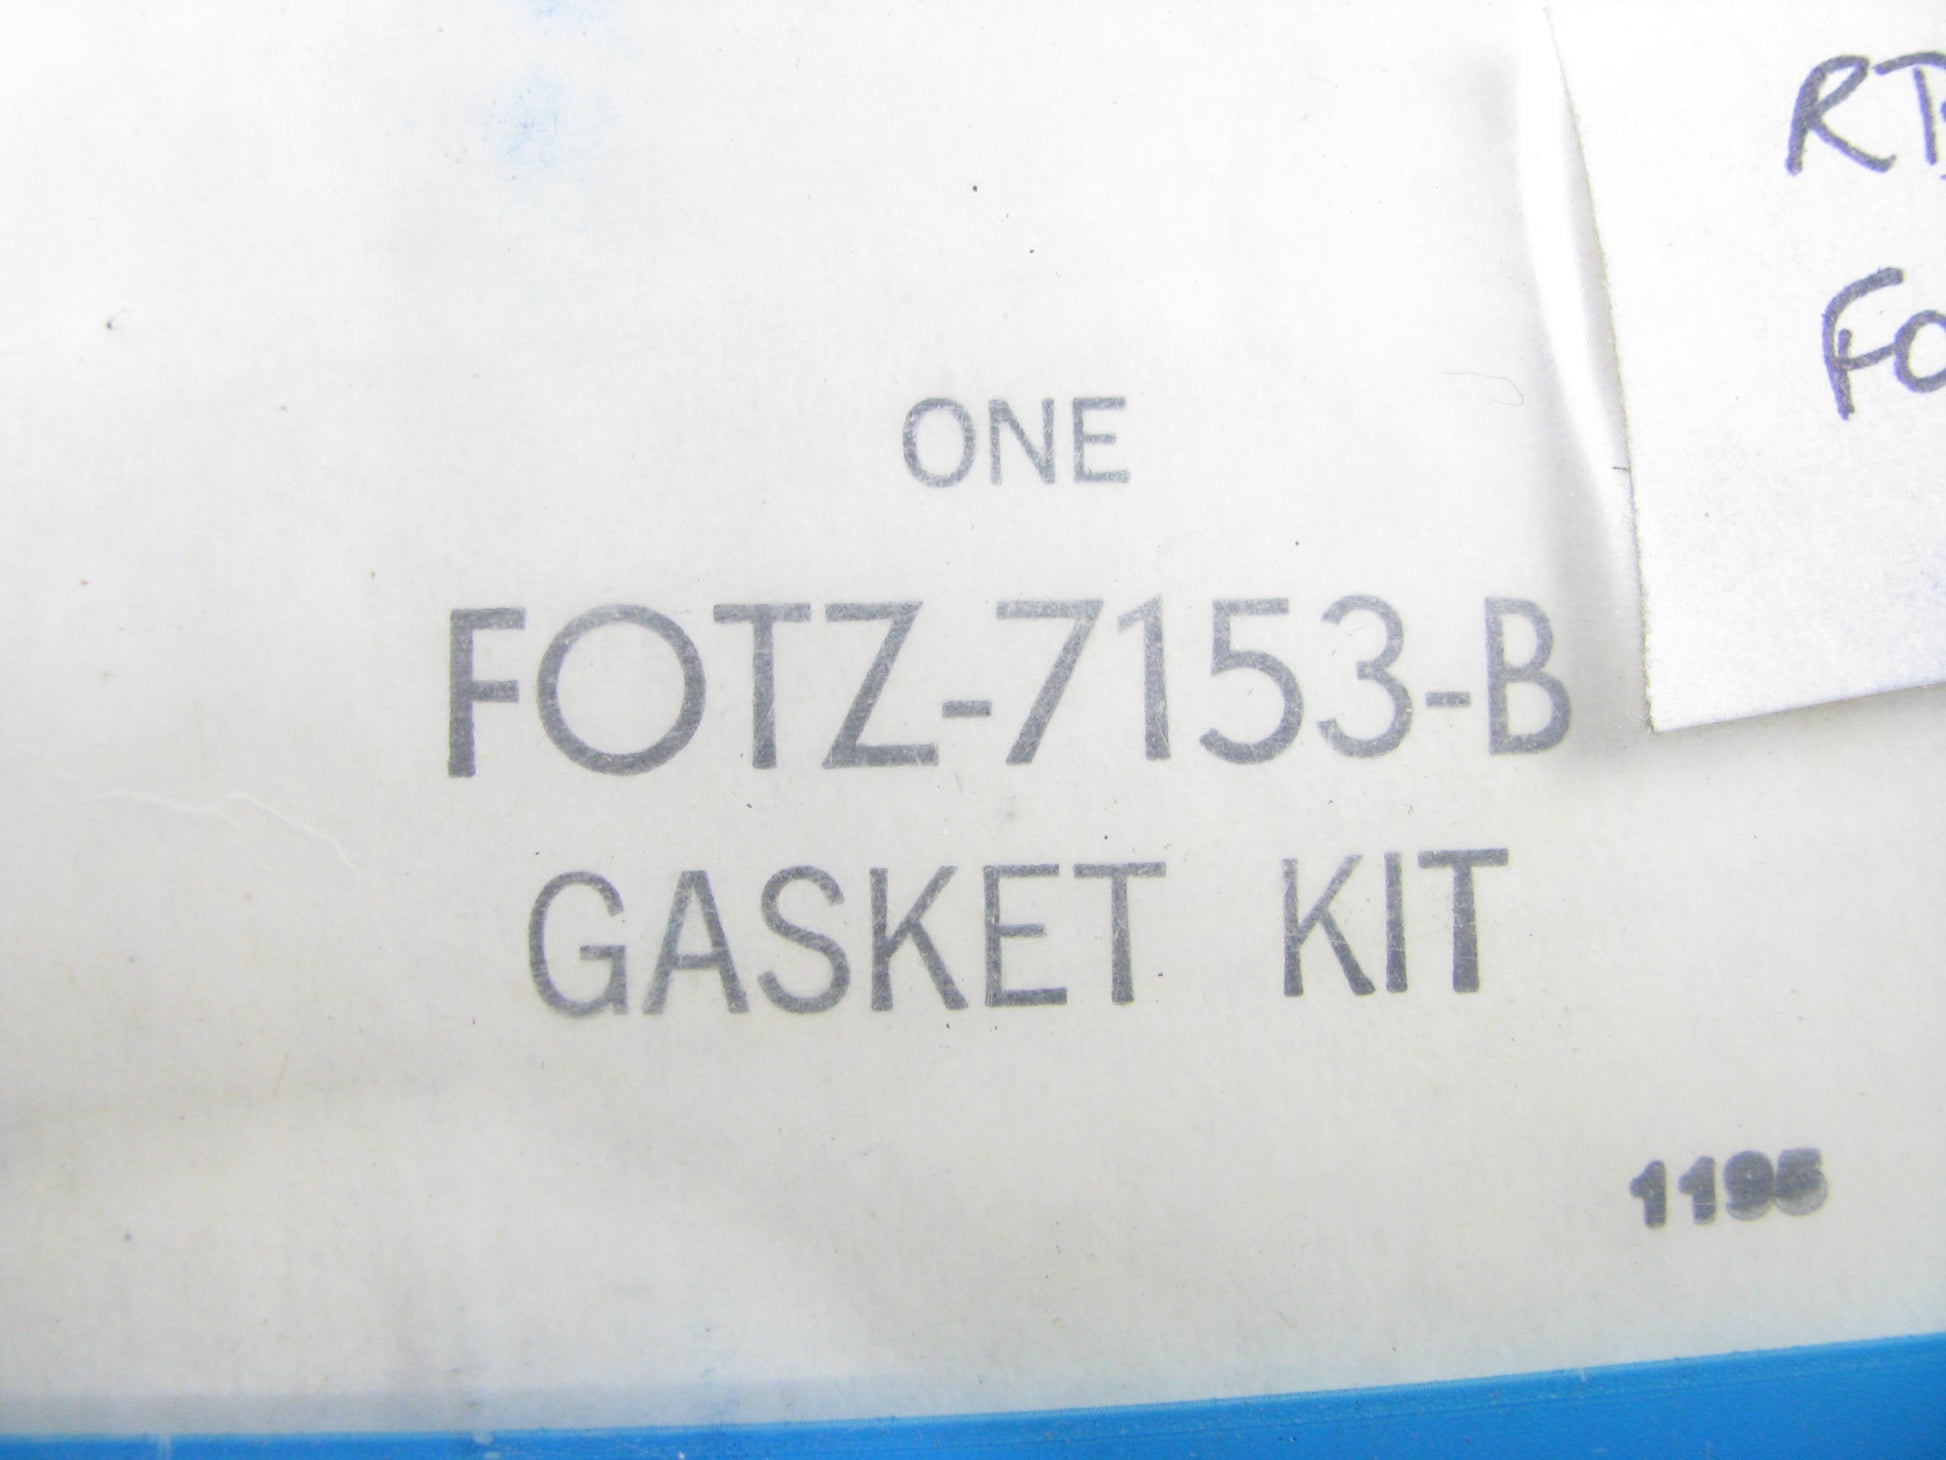 ONE
FOTZ-7153-B
GASKET KIT
1195